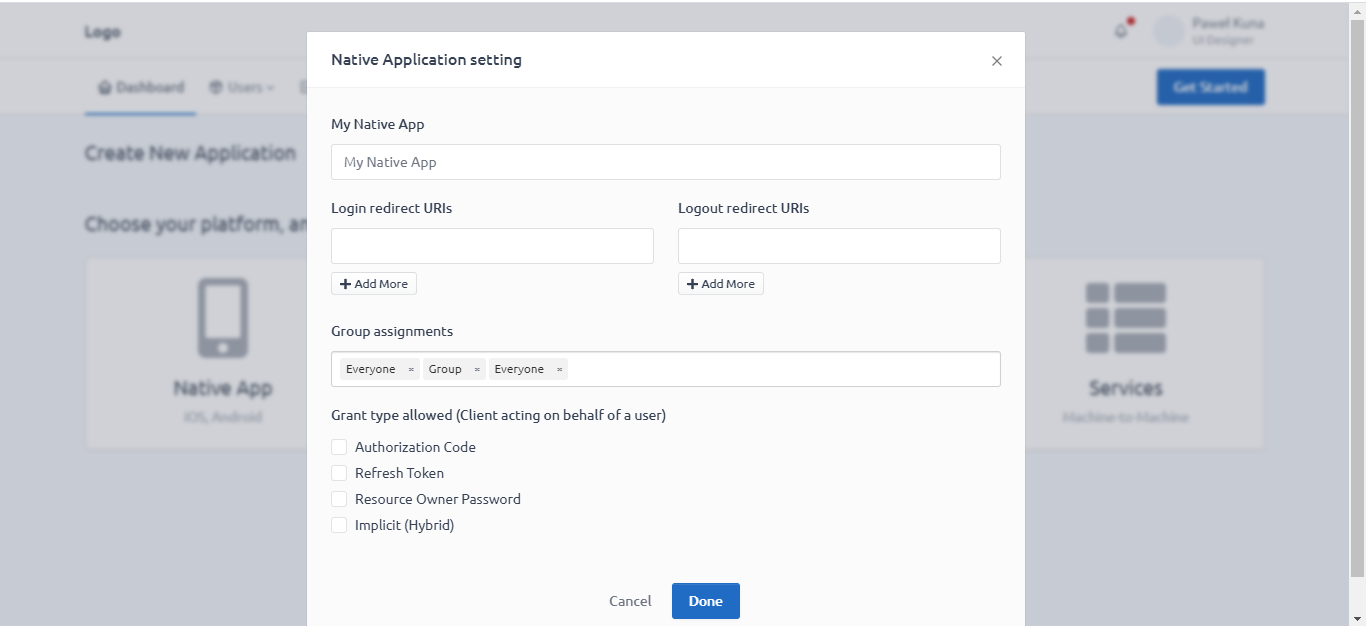 Logo
Paweł Kuna
UI Designer
Dashboard
Users
Get Started
Create New Application
Choose your platform, an
Native App
iOS, Android
Services
Machine-to-Machine
Native Application setting
×
My Native App
My Native App
Login redirect URIs
Logout redirect URIs
Add More
Add More
Group assignments
Everyone × Group × Everyone ×
Grant type allowed (Client acting on behalf of a user)
Authorization Code
Refresh Token
Resource Owner Password
Implicit (Hybrid)
Cancel
Done